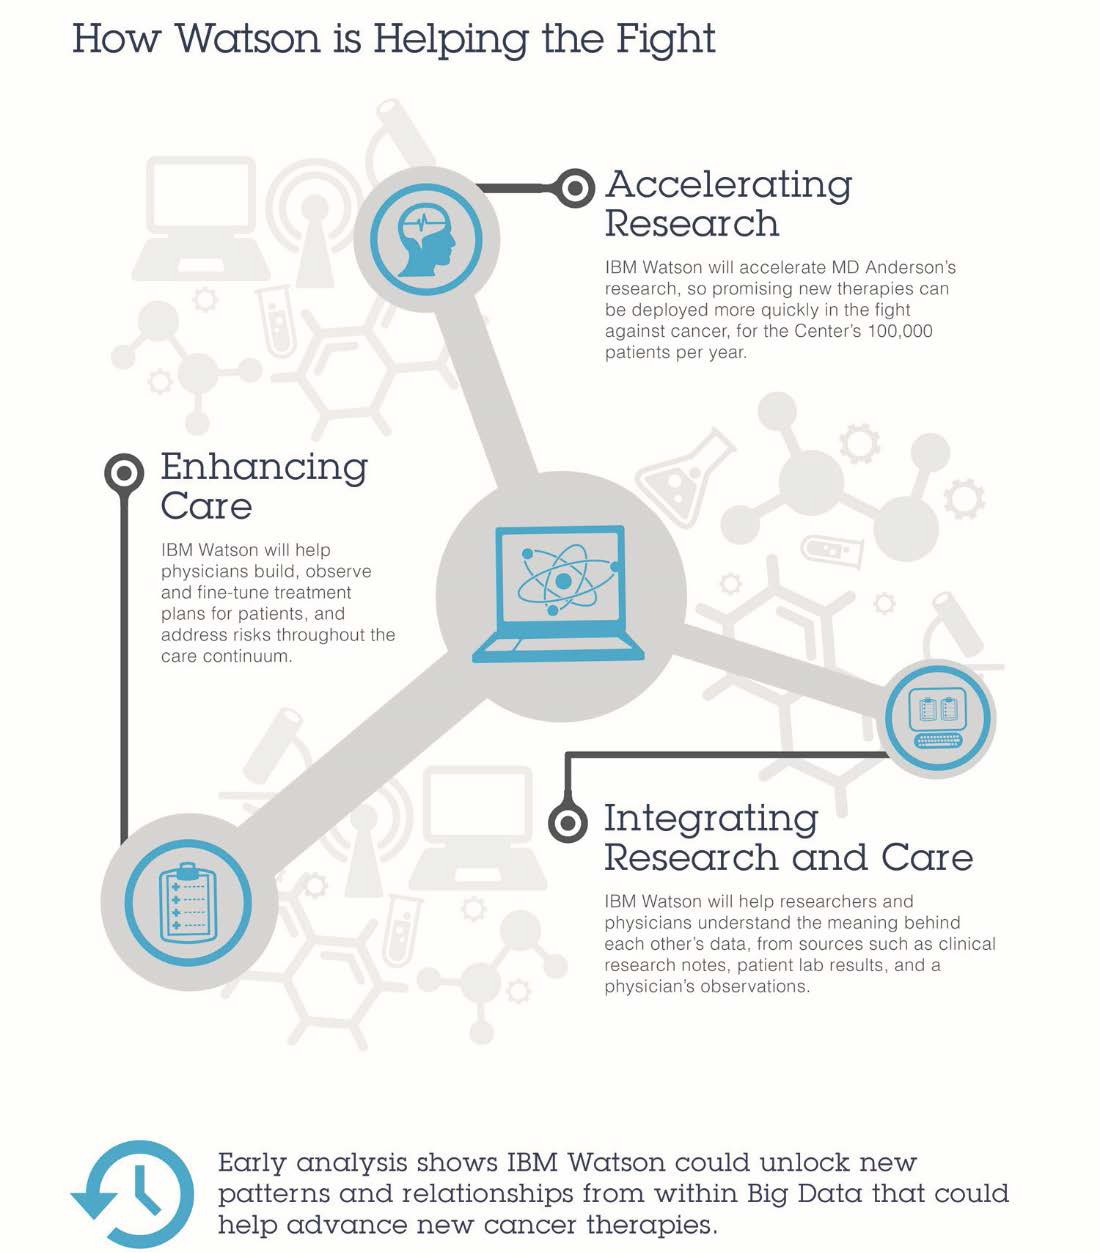 How Watson is Helping the Fight
Accelerating
Research
IBM Watson will accelerate MD Anderson's
research, so promising new therapies can
be deployed more quickly in the fight
against cancer, for the Center's 100,000
patients per year.
Enhancing
Care
IBM Watson will help
physicians build, observe
and fine-tune treatment
plans for patients, and
address risks throughout the
care continuum.
Integrating
Research and Care
IBM Watson will help researchers and
physicians understand the meaning behind
each other's data, from sources such as clinical
research notes, patient lab results, and a
physician's observations.
Early analysis shows IBM Watson could unlock new
patterns and relationships from within Big Data that could
help advance new cancer therapies.